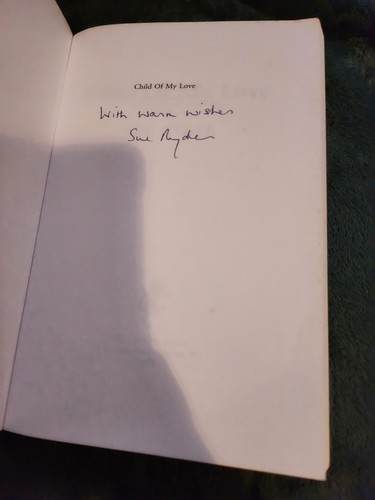 Child Of My Love
With warm wishes
Sue Ryder